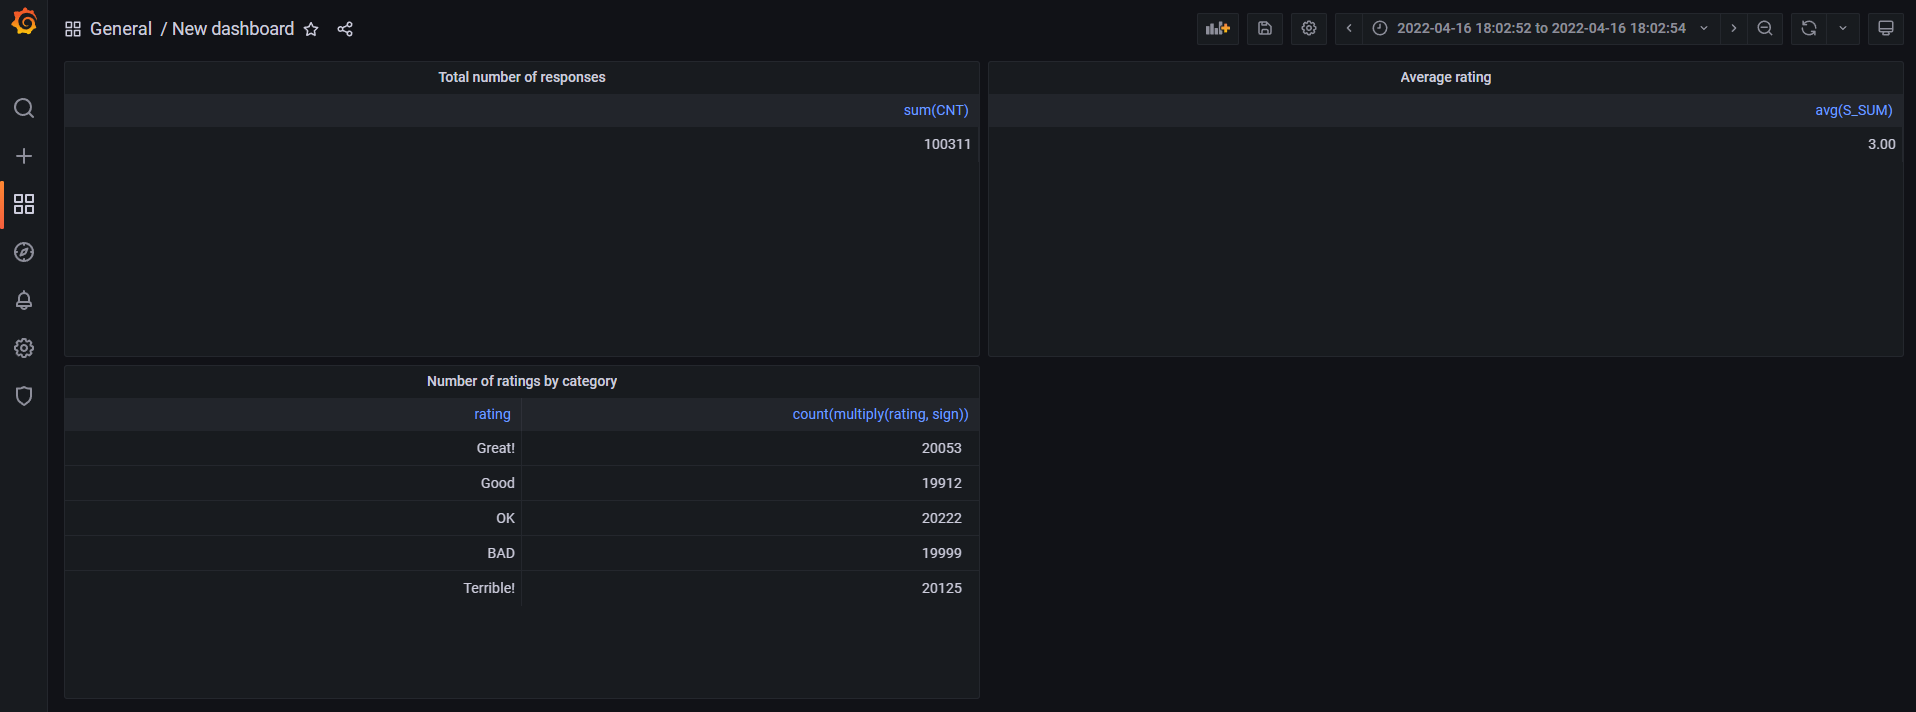 General / New dashboard
2022-04-16 18:02:52 to 2022-04-16 18:02:54
Total number of responses
sum(CNT)
100311
Average rating
avg(S_SUM)
3.00
Number of ratings by category
rating count(multiply(rating, sign))
Great! 20053
Good 19912
OK 20222
BAD 19999
Terrible! 20125